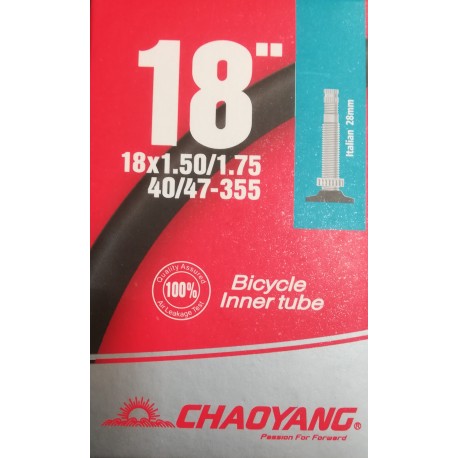 18"
18x1.50/1.75
40/47-355
Italian 28mm
Quality Assured
100%
Air Leakage Test
Bicycle
Inner tube
CHAOYANG®
Passion For Forward